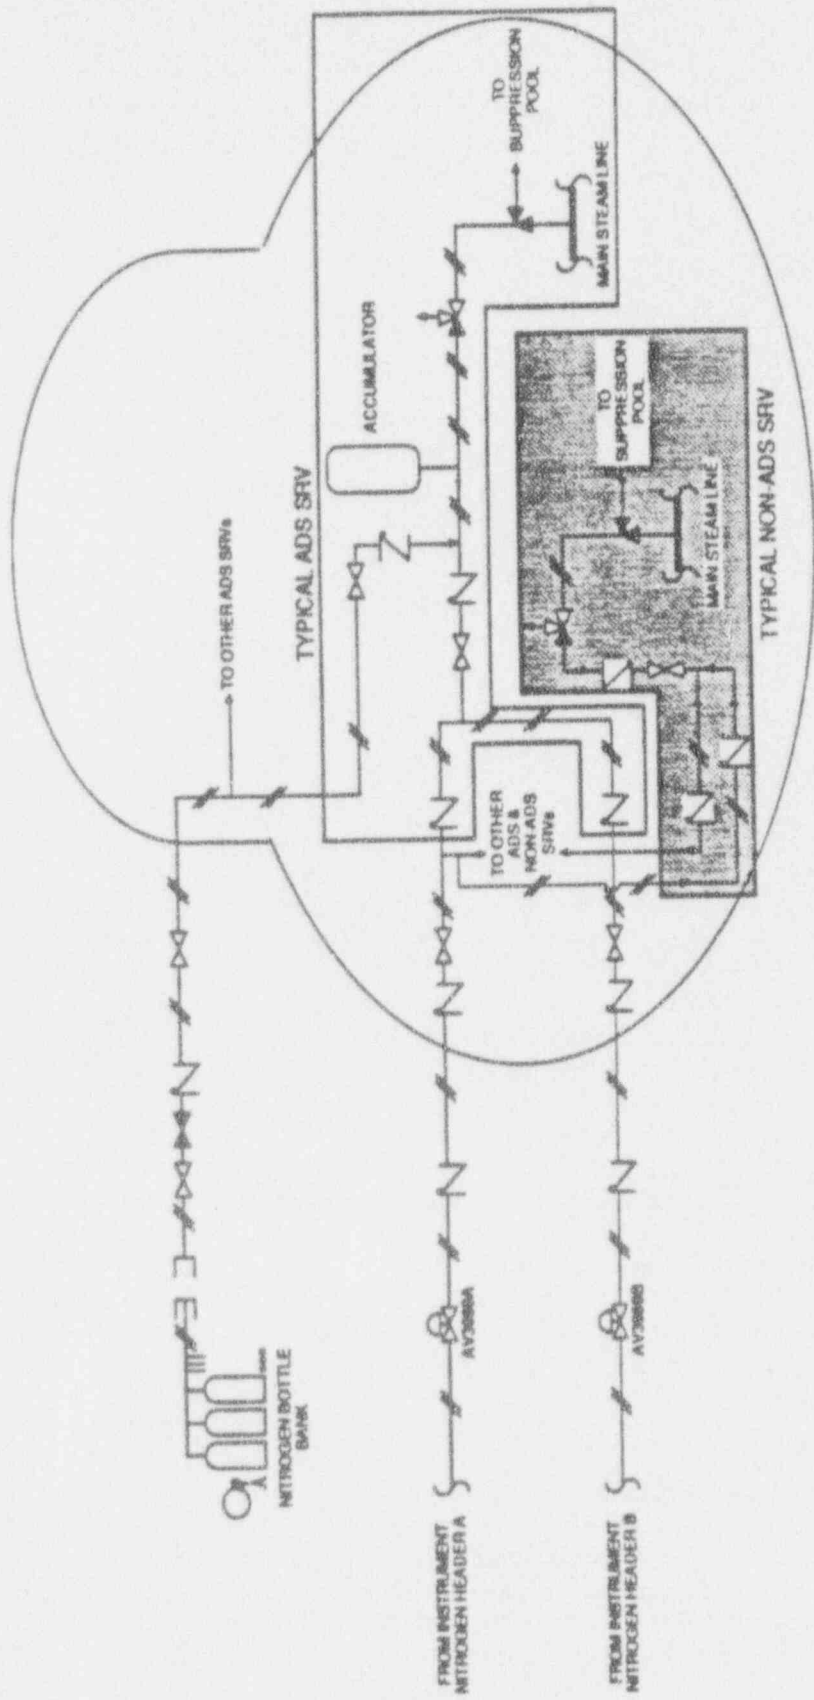 TO OTHER ADS SRVs
TYPICAL ADS SRV
ACCUMULATOR
TO
SUPPRESSION
POOL
MAIN STEAM LINE
NITROGEN BOTTLE
BANK
FROM INSTRUMENT
NITROGEN HEADER A
TO OTHER
ADS &
NON-ADS
SRVs
TO
SUPPRESSION
POOL
MAIN STEAM LINE
FROM INSTRUMENT
NITROGEN HEADER B
TYPICAL NON-ADS SRV